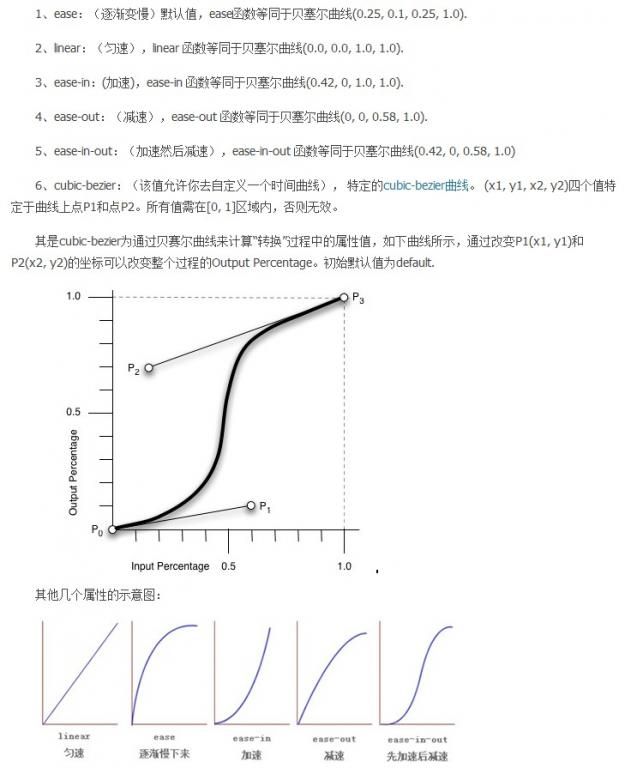 1、ease:（逐渐变慢）默认值，ease函数等同于贝塞尔曲线(0.25, 0.1, 0.25, 1.0).
2、linear:（匀速），linear 函数等同于贝塞尔曲线(0.0, 0.0, 1.0, 1.0).
3、ease-in: (加速)，ease-in 函数等同于贝塞尔曲线(0.42, 0, 1.0, 1.0).
4、ease-out:（减速），ease-out 函数等同于贝塞尔曲线(0, 0, 0.58, 1.0).
5、ease-in-out:（加速然后减速），ease-in-out 函数等同于贝塞尔曲线(0.42, 0, 0.58, 1.0)
6、cubic-bezier:（该值允许你去自定义一个时间曲线）， 特定的cubic-bezier曲线。 (x1, y1, x2, y2)四个值特
定于曲线上点P1和点P2。所有值需在[0, 1]区域内，否则无效。
其是cubic-bezier为通过贝赛尔曲线来计算“转换”过程中的属性值，如下曲线所示，通过改变P1(x1, y1)和
P2(x2, y2)的坐标可以改变整个过程的Output Percentage。初始默认值为default.
1.0
P3
P2
0.5
Output Percentage
P1
P0
Input Percentage 0.5 1.0
其他几个属性的示意图：
linear ease ease-in ease-out ease-in-out
匀速 逐渐慢下来 加速 减速 先加速后减速